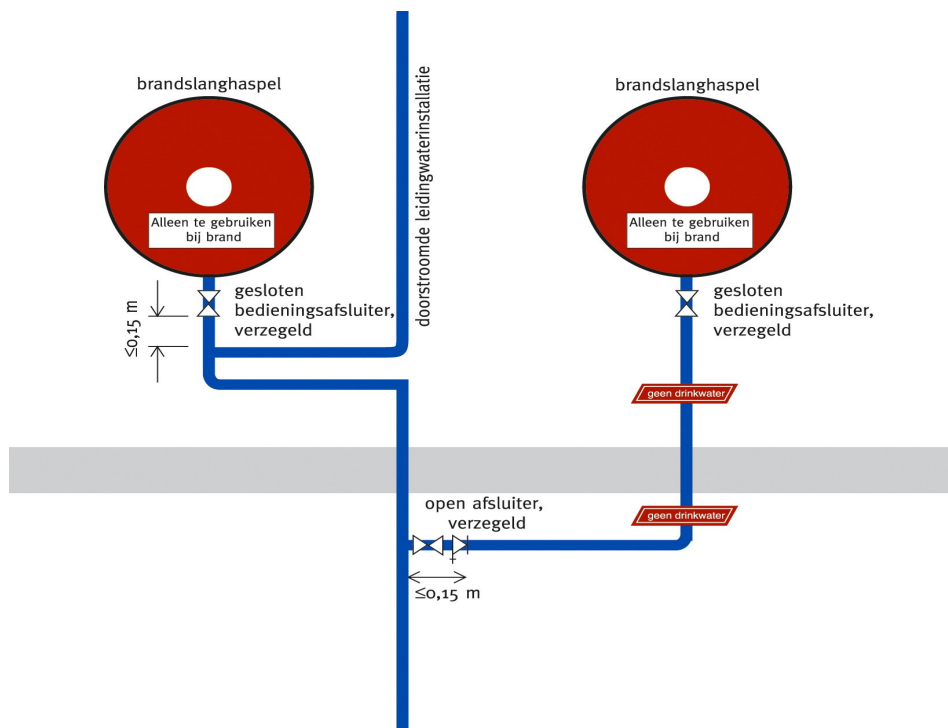 brandslanghaspel
Alleen te gebruiken
bij brand
gesloten
bedieningsafsluiter,
verzegeld
≤0,15 m
doorstroomde leidingwaterinstallatie
brandslanghaspel
Alleen te gebruiken
bij brand
gesloten
bedieningsafsluiter,
verzegeld
geen drinkwater
geen drinkwater
open afsluiter,
verzegeld
≤0,15 m